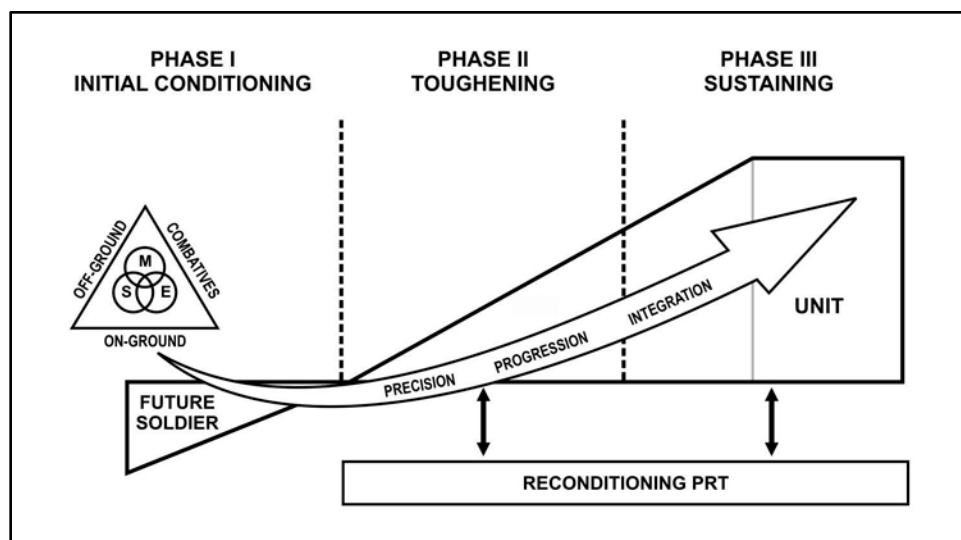 PHASE I
INITIAL CONDITIONING
PHASE II
TOUGHENING
PHASE III
SUSTAINING
OFF-GROUND
COMBATIVES
M
S
E
ON-GROUND
FUTURE
SOLDIER
PRECISION
PROGRESSION
INTEGRATION
UNIT
RECONDITIONING PRT